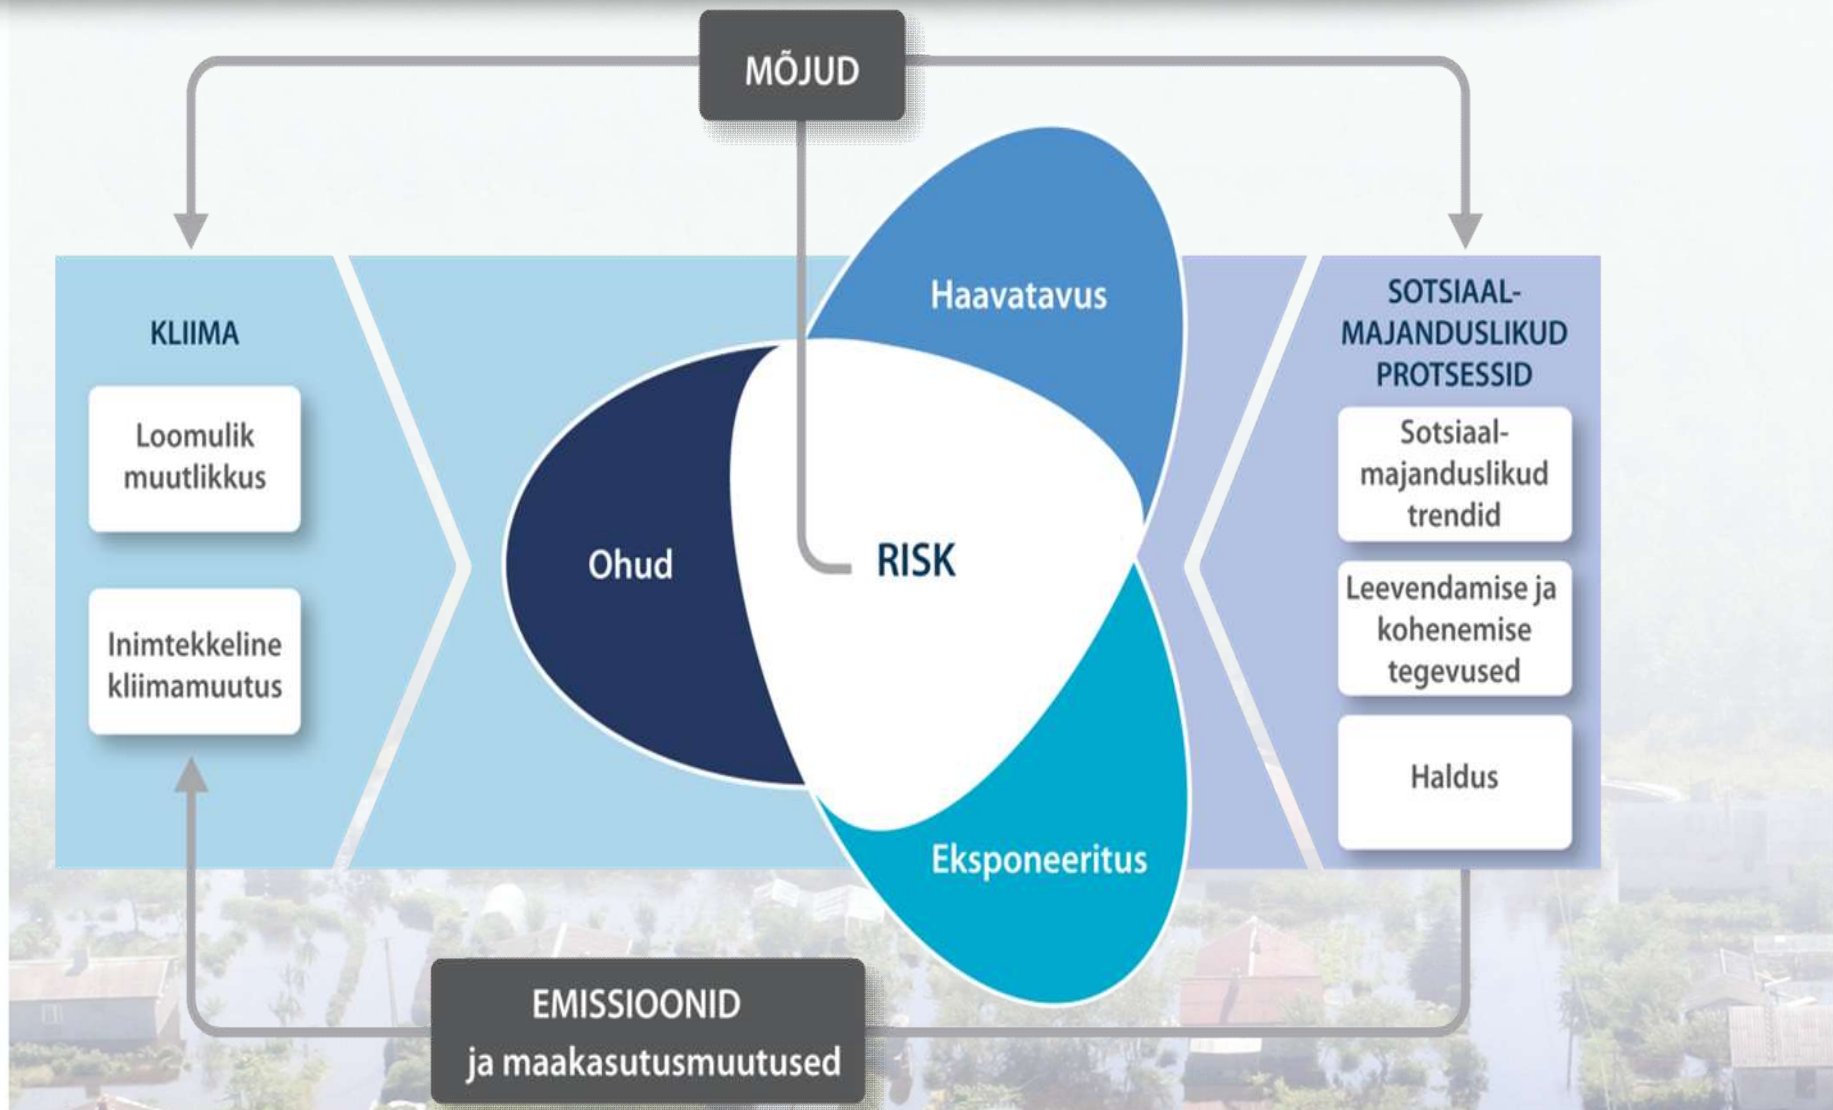 MÕJUD
KLIIMA
Loomulik
muutlikkus
Inimtekkeline
kliimamuutus
Haavatavus
Ohud
RISK
Eksponeeritus
SOTSIAAL-
MAJANDUSLIKUD
PROTSESSID
Sotsiaal-
majanduslikud
trendid
Leevendamise ja
kohenemise
tegevused
Haldus
EMISSIOONID
ja maakasutusmuutused